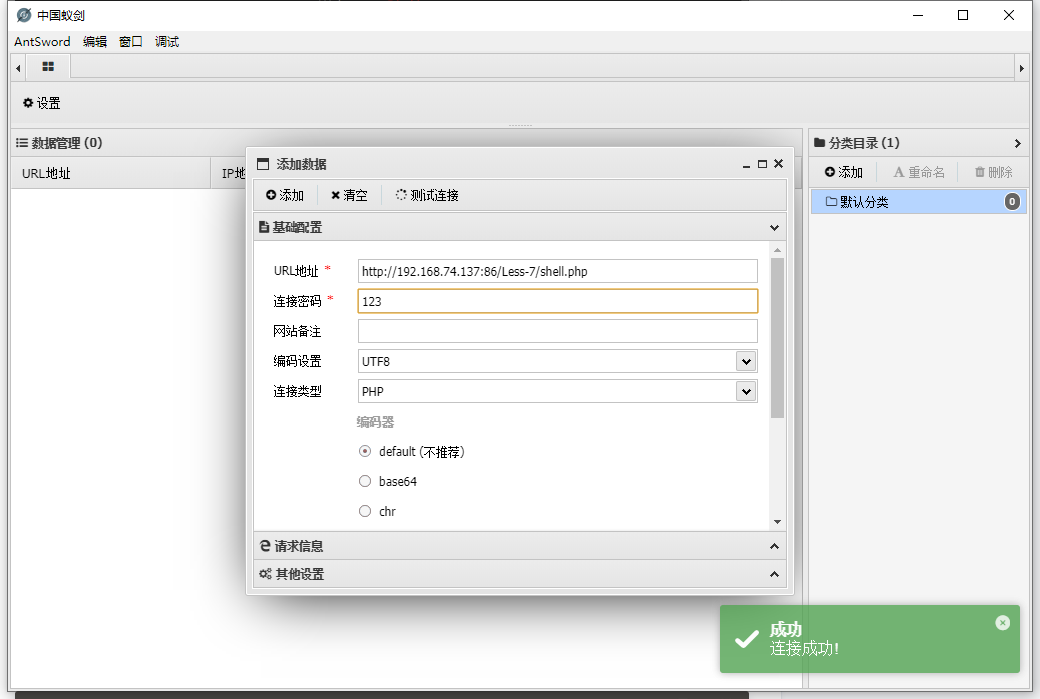 中国蚁剑
AntSword 编辑 窗口 调试
设置
数据管理 (0)
URL地址 IP地
分类目录 (1)
添加 重命名 删除
默认分类 0
添加数据
添加 清空 测试连接
基础配置
URL地址 * http://192.168.74.137:86/Less-7/shell.php
连接密码 * 123
网站备注
编码设置 UTF8
连接类型 PHP
编码器
default (不推荐)
base64
chr
请求信息
其他设置
成功
连接成功!